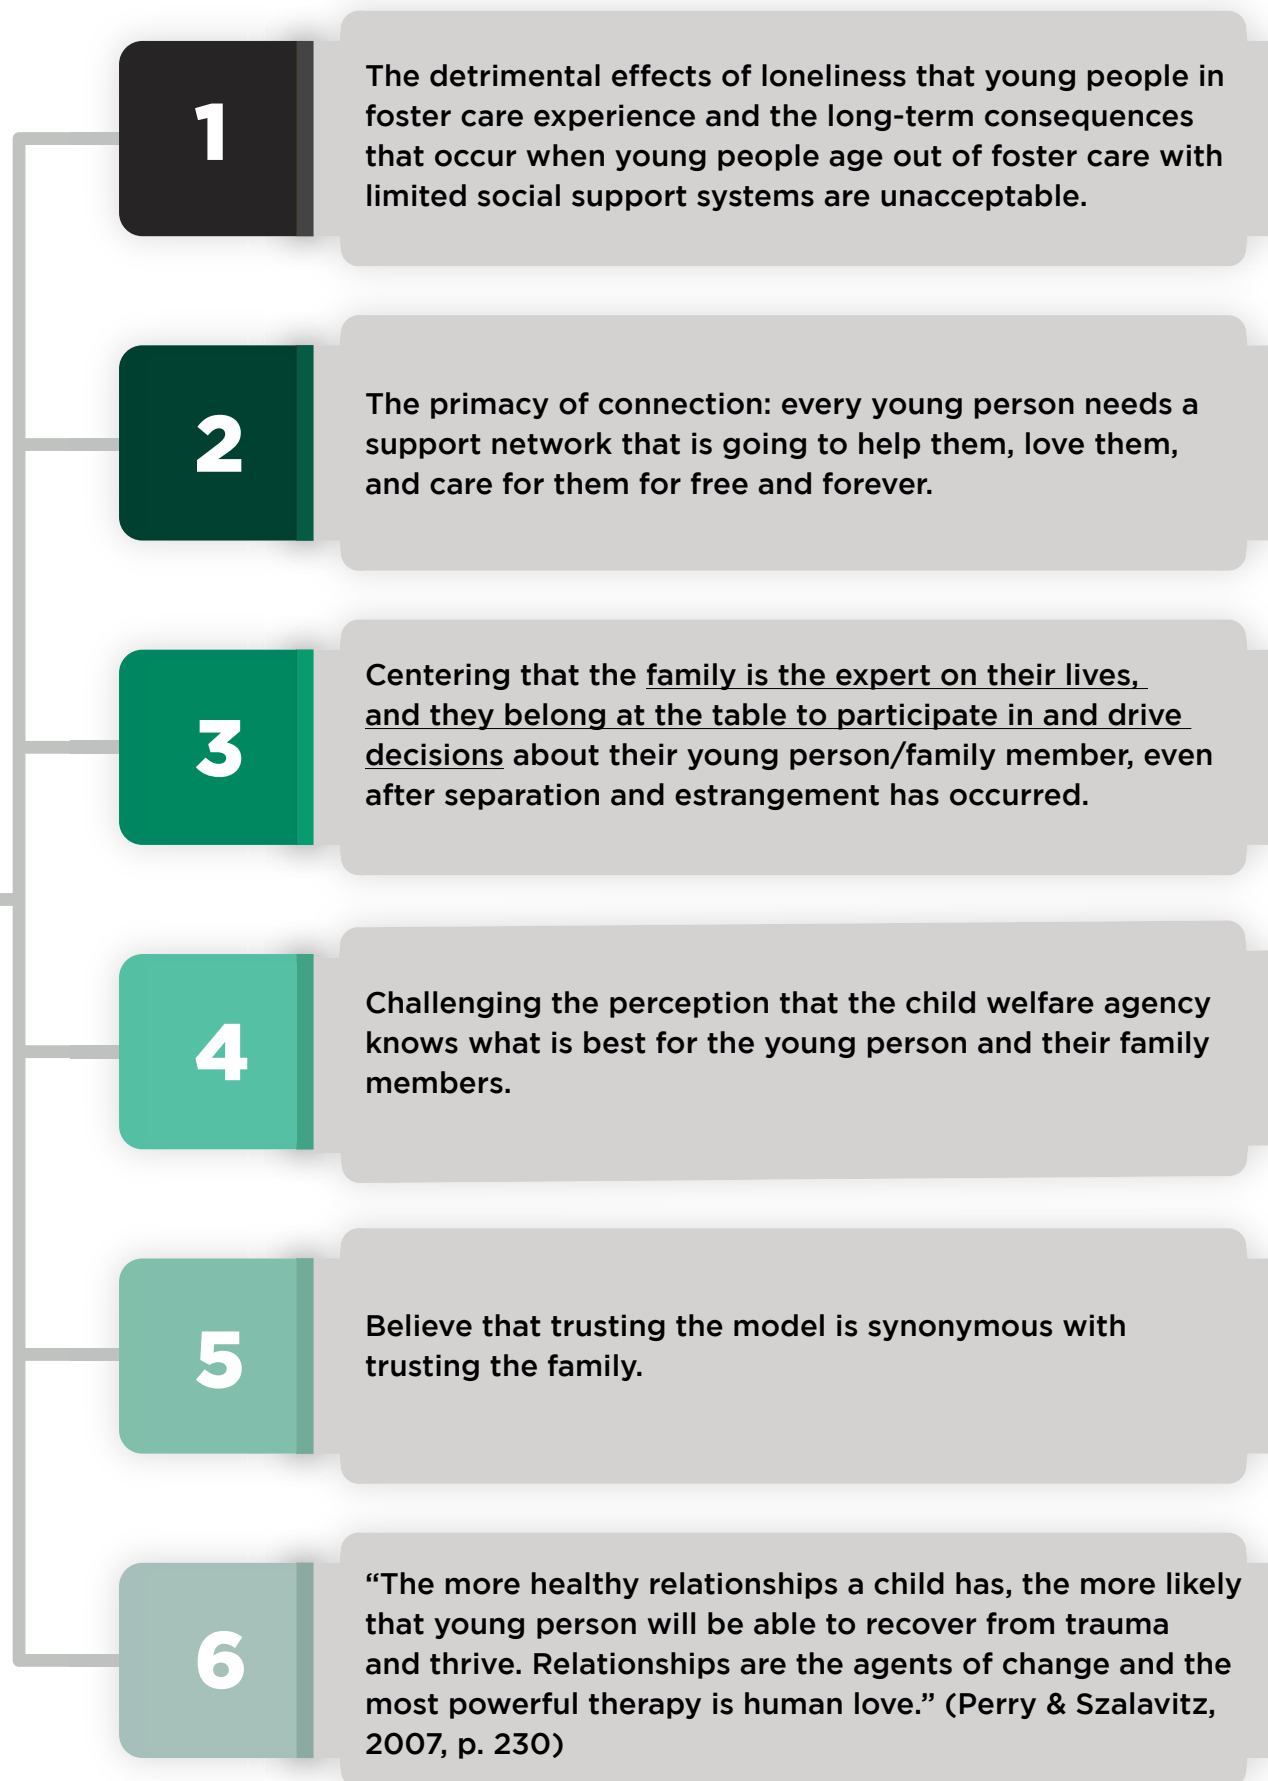 1
The detrimental effects of loneliness that young people in
foster care experience and the long-term consequences
that occur when young people age out of foster care with
limited social support systems are unacceptable.
2
The primacy of connection: every young person needs a
support network that is going to help them, love them,
and care for them for free and forever.
3
Centering that the family is the expert on their lives,
and they belong at the table to participate in and drive
decisions about their young person/family member, even
after separation and estrangement has occurred.
4
Challenging the perception that the child welfare agency
knows what is best for the young person and their family
members.
5
Believe that trusting the model is synonymous with
trusting the family.
6
“The more healthy relationships a child has, the more likely
that young person will be able to recover from trauma
and thrive. Relationships are the agents of change and the
most powerful therapy is human love.” (Perry & Szalavitz,
2007, p. 230)